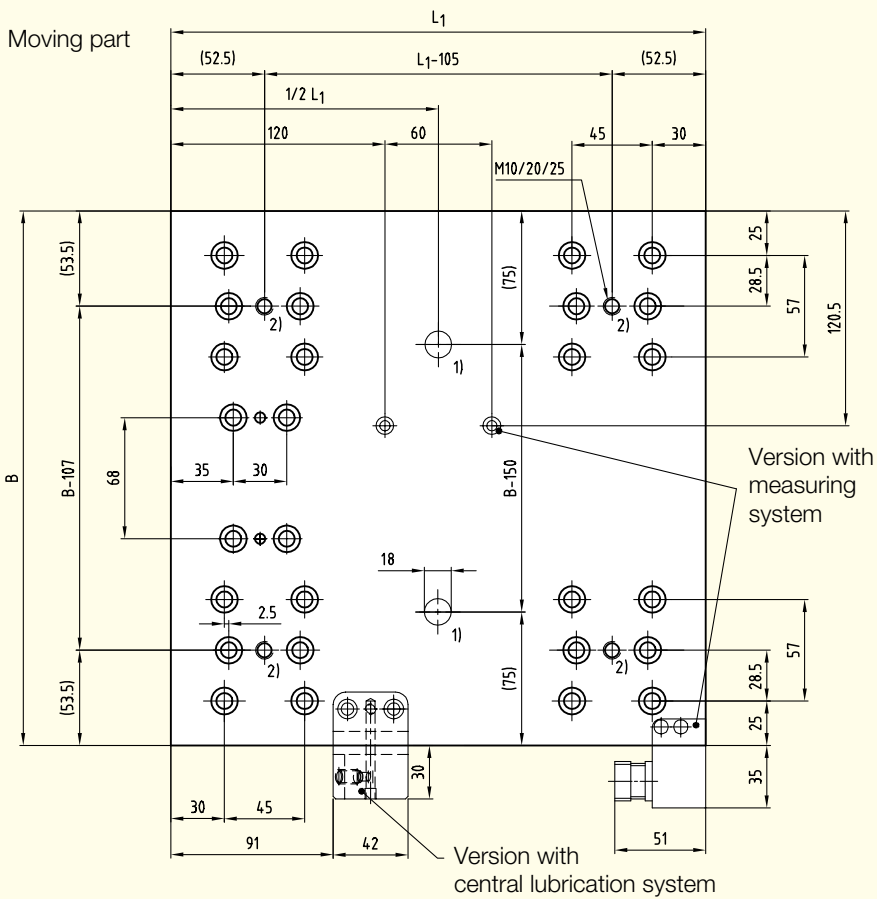 L1
Moving part
(52.5)
L1-105
(52.5)
1/2 L1
120
60
45
30
M10/20/25
(53.5)
(75)
25
28.5
57
120.5
2)
2)
1)
B
B-107
68
35
30
B-150
Version with
measuring
system
18
2.5
1)
2)
2)
(53.5)
(75)
57
28.5
25
30
35
30
45
91
42
51
Version with
central lubrication system